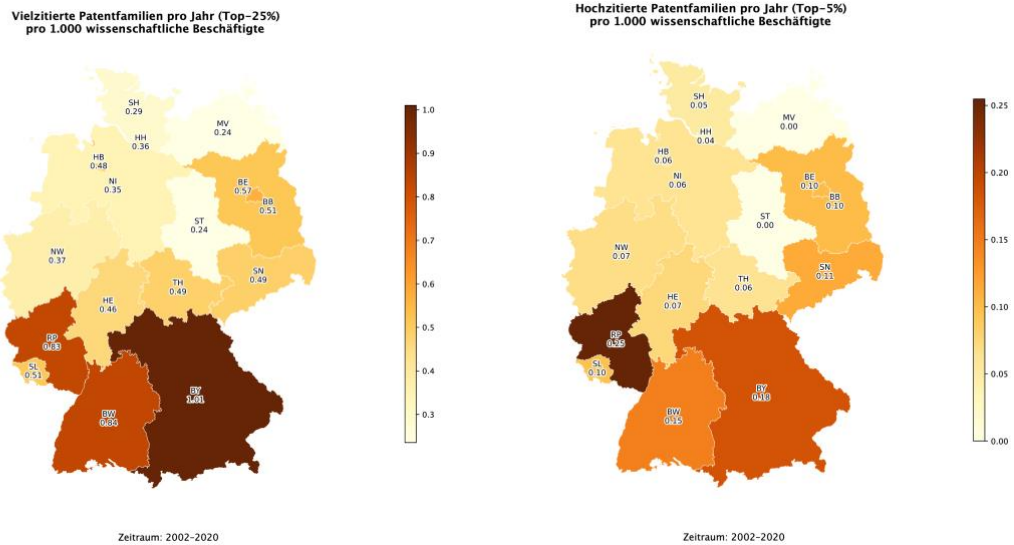 Vielzitierte Patentfamilien pro Jahr (Top-25%)
pro 1.000 wissenschaftliche Beschäftigte
SH
0.29
MV
0.24
HH
0.36
HB
0.48
NI
0.35
BE
0.57
BB
0.51
ST
0.24
NW
0.37
SN
0.49
TH
0.49
HE
0.46
RP
0.83
SL
0.51
BY
1.01
BW
0.84
1.0
0.9
0.8
0.7
0.6
0.5
0.4
0.3
Zeitraum: 2002-2020
Hochzitierte Patentfamilien pro Jahr (Top-5%)
pro 1.000 wissenschaftliche Beschäftigte
SH
0.05
MV
0.00
HH
0.04
HB
0.06
NI
0.06
BE
0.10
BB
0.10
ST
0.00
NW
0.07
SN
0.11
TH
0.06
HE
0.07
RP
0.25
SL
0.10
BY
0.18
BW
0.15
0.25
0.20
0.15
0.10
0.05
0.00
Zeitraum: 2002-2020